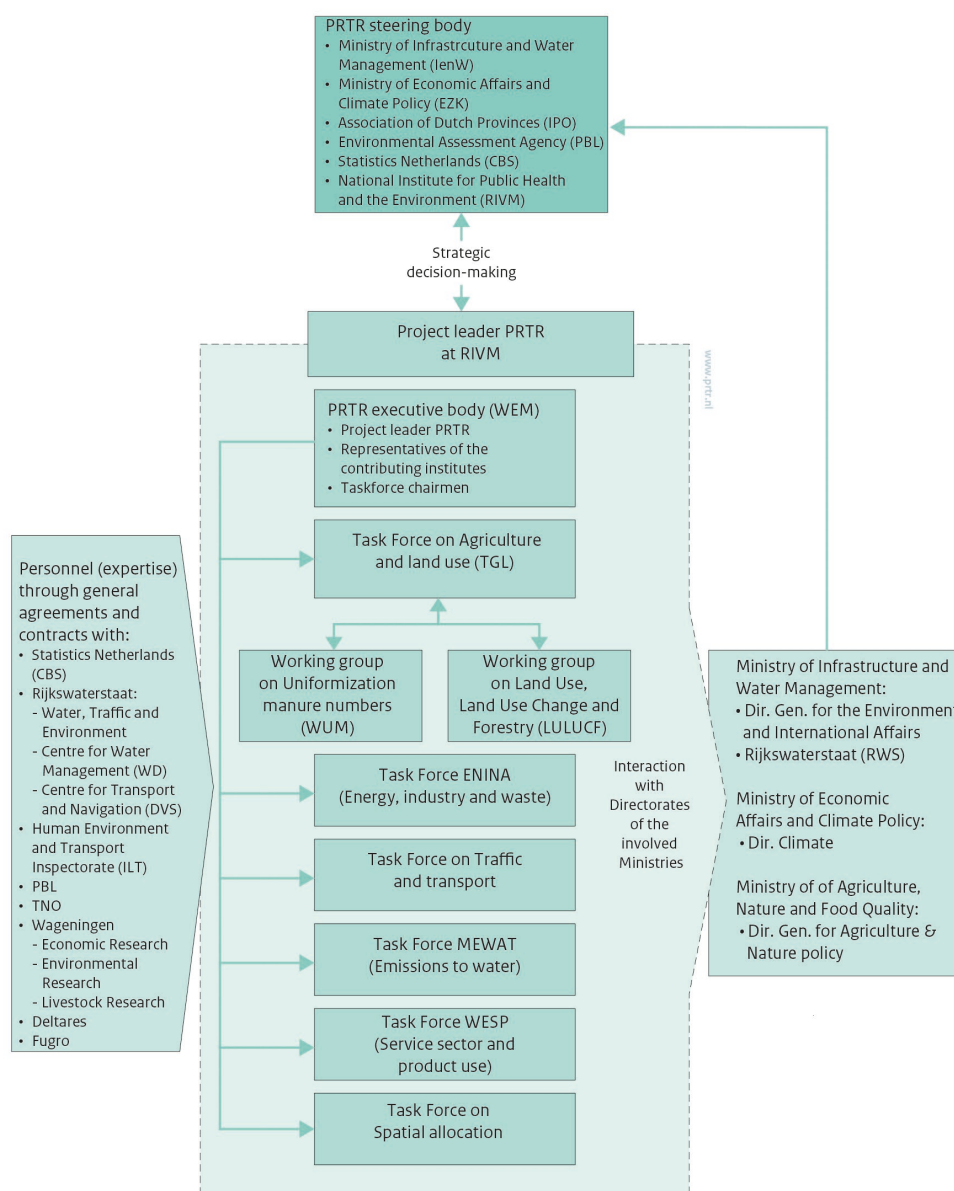 PRTR steering body
• Ministry of Infrastrcuture and Water
Management (IenW)
• Ministry of Economic Affairs and
Climate Policy (EZK)
• Association of Dutch Provinces (IPO)
• Environmental Assessment Agency (PBL)
• Statistics Netherlands (CBS)
• National Institute for Public Health
and the Environment (RIVM)
Strategic
decision-making
Project leader PRTR
at RIVM
www.prtr.nl
PRTR executive body (WEM)
• Project leader PRTR
• Representatives of the
contributing institutes
• Taskforce chairmen
Task Force on Agriculture
and land use (TGL)
Working group
on Uniformization
manure numbers
(WUM)
Working group
on Land Use,
Land Use Change and
Forestry (LULUCF)
Task Force ENINA
(Energy, industry and waste)
Task Force on Traffic
and transport
Task Force MEWAT
(Emissions to water)
Task Force WESP
(Service sector and
product use)
Task Force on
Spatial allocation
Personnel (expertise)
through general
agreements and
contracts with:
• Statistics Netherlands
(CBS)
• Rijkswaterstaat:
- Water, Traffic and
Environment
- Centre for Water
Management (WD)
- Centre for Transport
and Navigation (DVS)
• Human Environment
and Transport
Inspectorate (ILT)
• PBL
• TNO
• Wageningen
- Economic Research
- Environmental
Research
- Livestock Research
• Deltares
• Fugro
Interaction
with
Directorates
of the
involved
Ministries
Ministry of Infrastructure and
Water Management:
• Dir. Gen. for the Environment
and International Affairs
• Rijkswaterstaat (RWS)
Ministry of Economic
Affairs and Climate Policy:
• Dir. Climate
Ministry of of Agriculture,
Nature and Food Quality:
• Dir. Gen. for Agriculture &
Nature policy